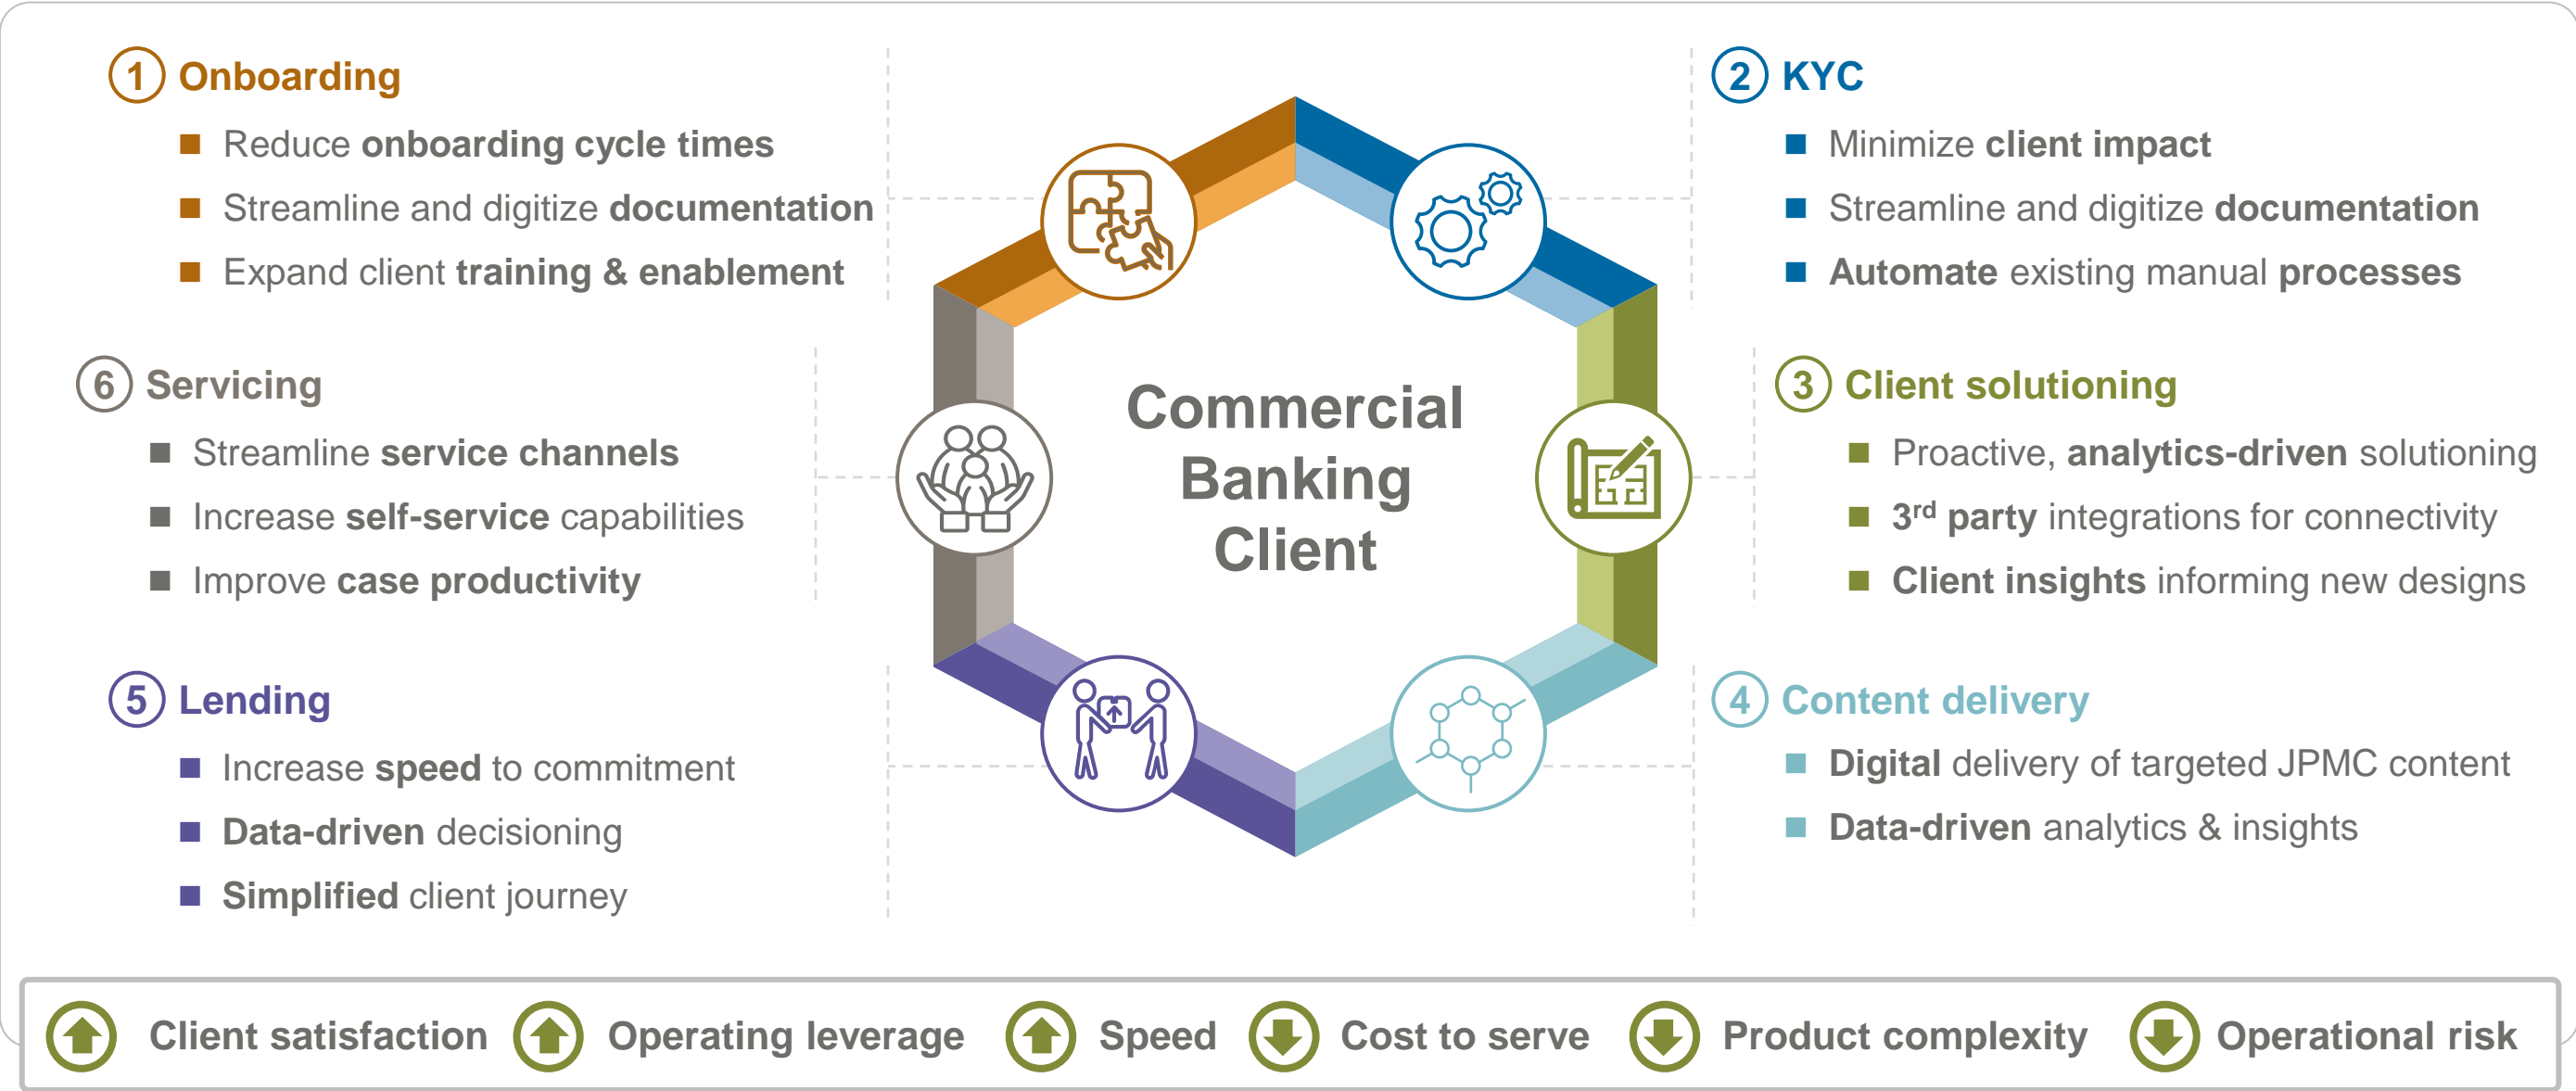 1 Onboarding
Reduce onboarding cycle times
Streamline and digitize documentation
Expand client training & enablement
2 KYC
Minimize client impact
Streamline and digitize documentation
Automate existing manual processes
3 Client solutioning
Proactive, analytics-driven solutioning
3rd party integrations for connectivity
Client insights informing new designs
4 Content delivery
Digital delivery of targeted JPMC content
Data-driven analytics & insights
5 Lending
Increase speed to commitment
Data-driven decisioning
Simplified client journey
6 Servicing
Streamline service channels
Increase self-service capabilities
Improve case productivity
Commercial
Banking
Client
Client satisfaction
Operating leverage
Speed
Cost to serve
Product complexity
Operational risk